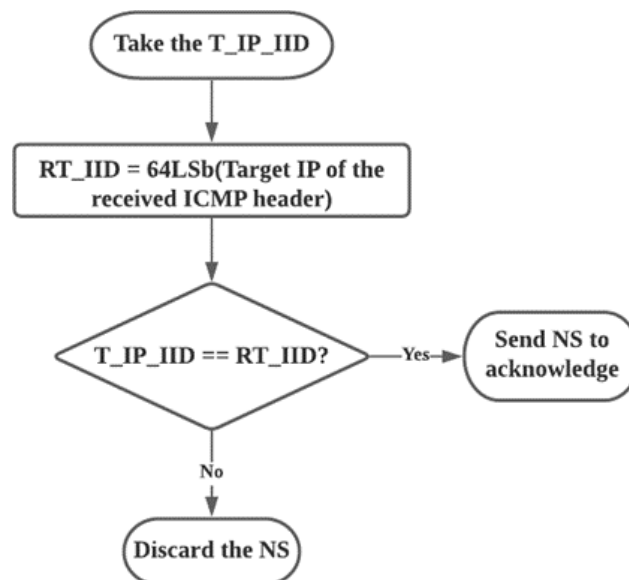 Take the T_IP_IID
RT_IID = 64LSb(Target IP of the
received ICMP header)
T_IP_IID == RT_IID?
Yes
Send NS to
acknowledge
No
Discard the NS